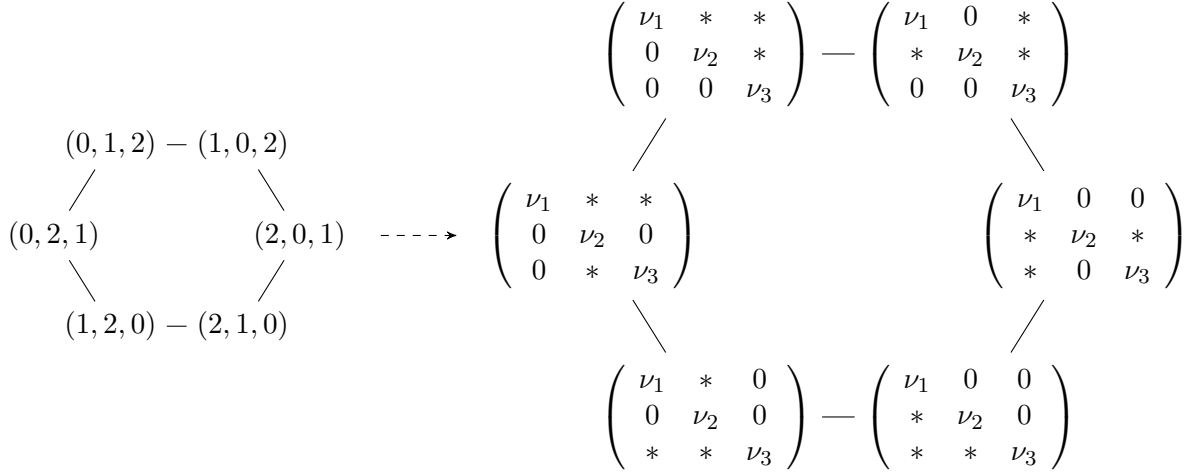 ν₁ * * ν₁ 0 *
0 ν₂ * — * ν₂ *
0 0 ν₃ 0 0 ν₃
(0, 1, 2) − (1, 0, 2)
ν₁ * * ν₁ 0 0
(0, 2, 1) (2, 0, 1) 0 ν₂ 0 * ν₂ *
0 * ν₃ * 0 ν₃
(1, 2, 0) − (2, 1, 0)
ν₁ * 0 ν₁ 0 0
0 ν₂ 0 — * ν₂ 0
* * ν₃ * * ν₃